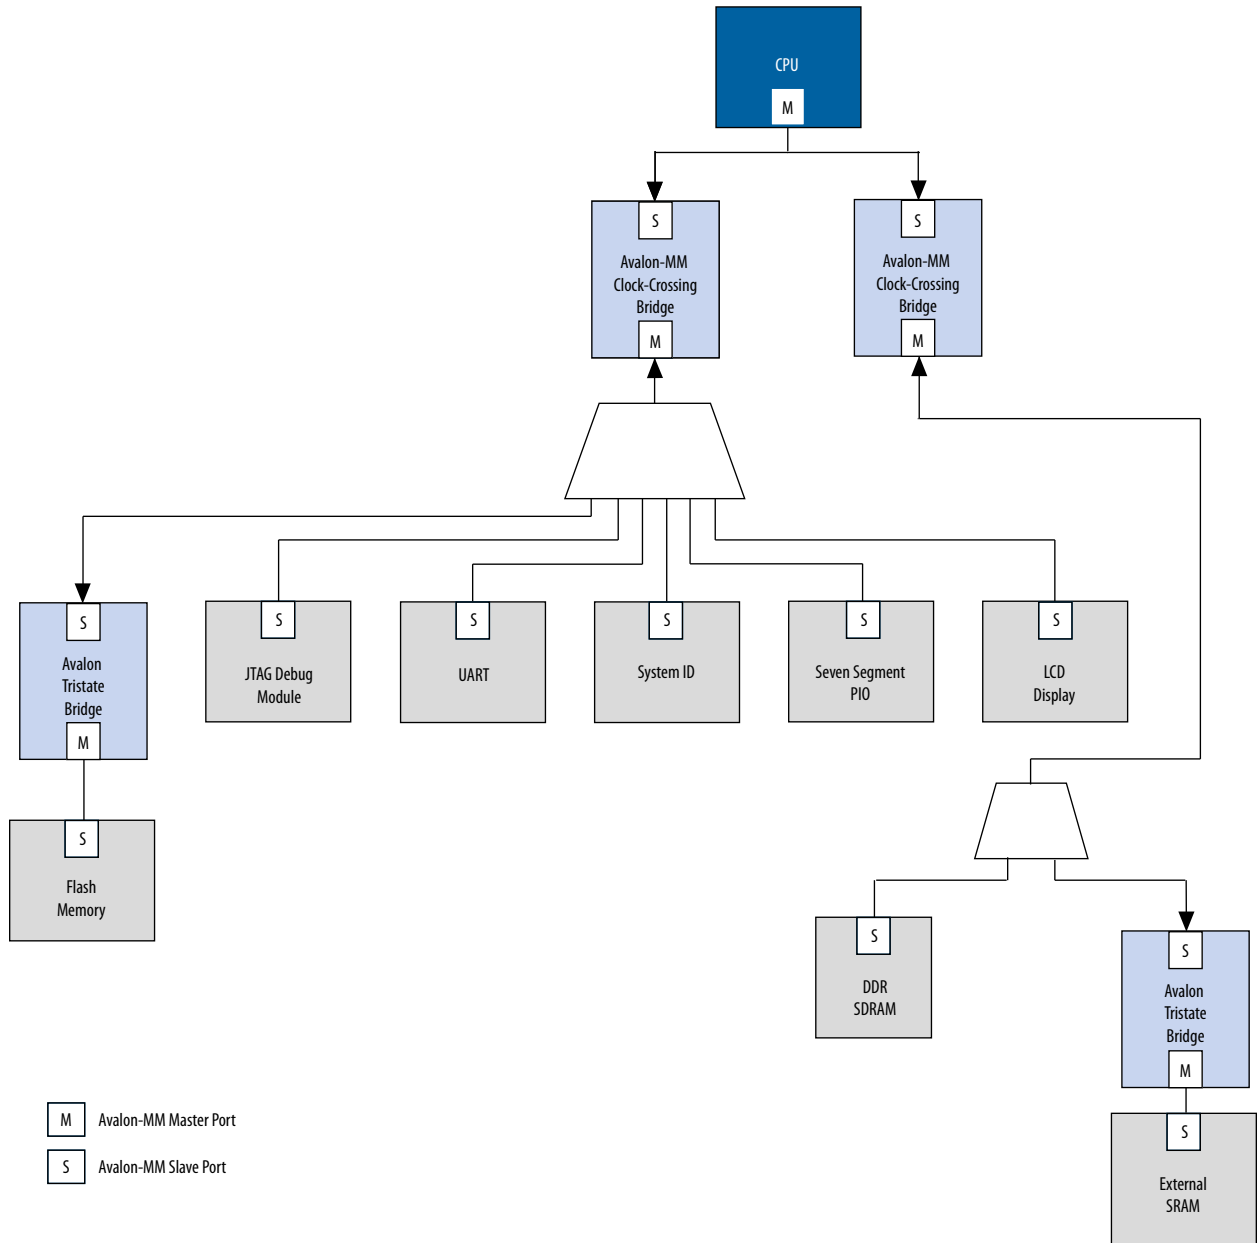 CPU
M
S
S
Avalon-MM
Clock-Crossing
Bridge
Avalon-MM
Clock-Crossing
Bridge
M
M
S
Avalon
Tristate
Bridge
M
S
JTAG Debug
Module
S
UART
S
System ID
S
Seven Segment
PIO
S
LCD
Display
S
Flash
Memory
S
DDR
SDRAM
S
Avalon
Tristate
Bridge
M
S
External
SRAM
M Avalon-MM Master Port
S Avalon-MM Slave Port